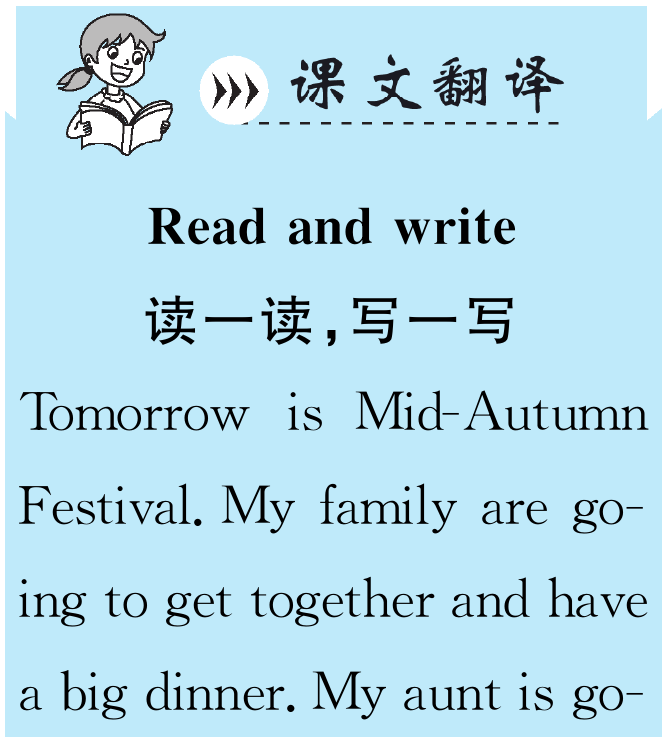 课文翻译
Read and write
读一读,写一写
Tomorrow is Mid-Autumn
Festival. My family are go-
ing to get together and have
a big dinner. My aunt is go-